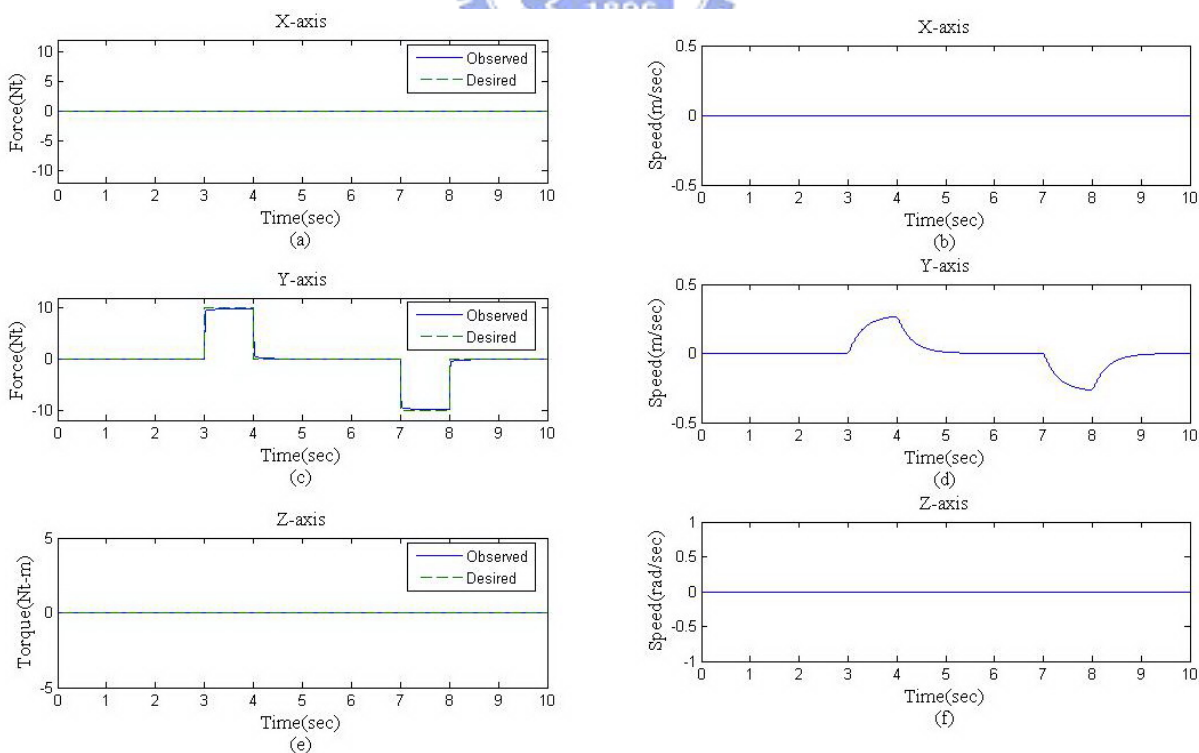 1896
X-axis
10
5
0
-5
-10
Force(Nt)
Observed
Desired
0 1 2 3 4 5 6 7 8 9 10
Time(sec)
(a)
X-axis
0.5
0
-0.5
Speed(m/sec)
0 1 2 3 4 5 6 7 8 9 10
Time(sec)
(b)
Y-axis
10
0
-10
Force(Nt)
Observed
Desired
0 1 2 3 4 5 6 7 8 9 10
Time(sec)
(c)
Y-axis
0.5
0
-0.5
Speed(m/sec)
0 1 2 3 4 5 6 7 8 9 10
Time(sec)
(d)
Z-axis
5
0
-5
Torque(Nt-m)
Observed
Desired
0 1 2 3 4 5 6 7 8 9 10
Time(sec)
(e)
Z-axis
1
0.5
0
-0.5
-1
Speed(rad/sec)
0 1 2 3 4 5 6 7 8 9 10
Time(sec)
(f)